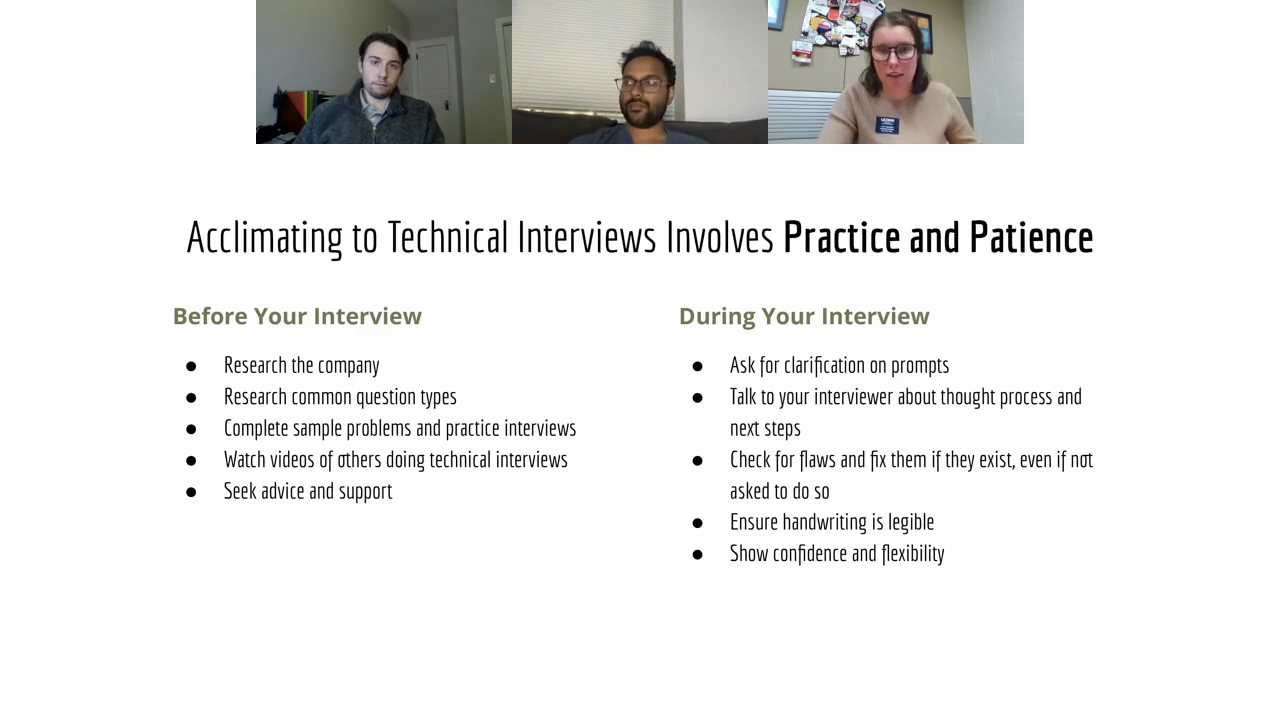 Acclimating to Technical Interviews Involves Practice and Patience
Before Your Interview
● Research the company
● Research common question types
● Complete sample problems and practice interviews
● Watch videos of others doing technical interviews
● Seek advice and support
During Your Interview
● Ask for clarification on prompts
● Talk to your interviewer about thought process and
next steps
● Check for flaws and fix them if they exist, even if not
asked to do so
● Ensure handwriting is legible
● Show confidence and flexibility